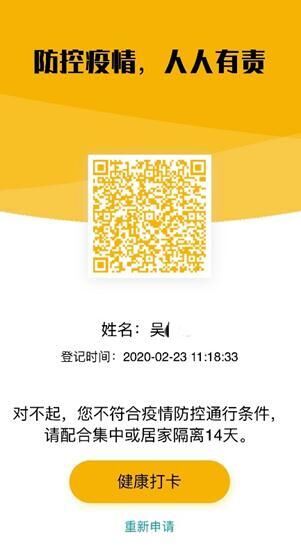 防控疫情，人人有责
姓名：吴
登记时间：2020-02-23 11:18:33
对不起，您不符合疫情防控通行条件，
请配合集中或居家隔离14天。
健康打卡
重新申请